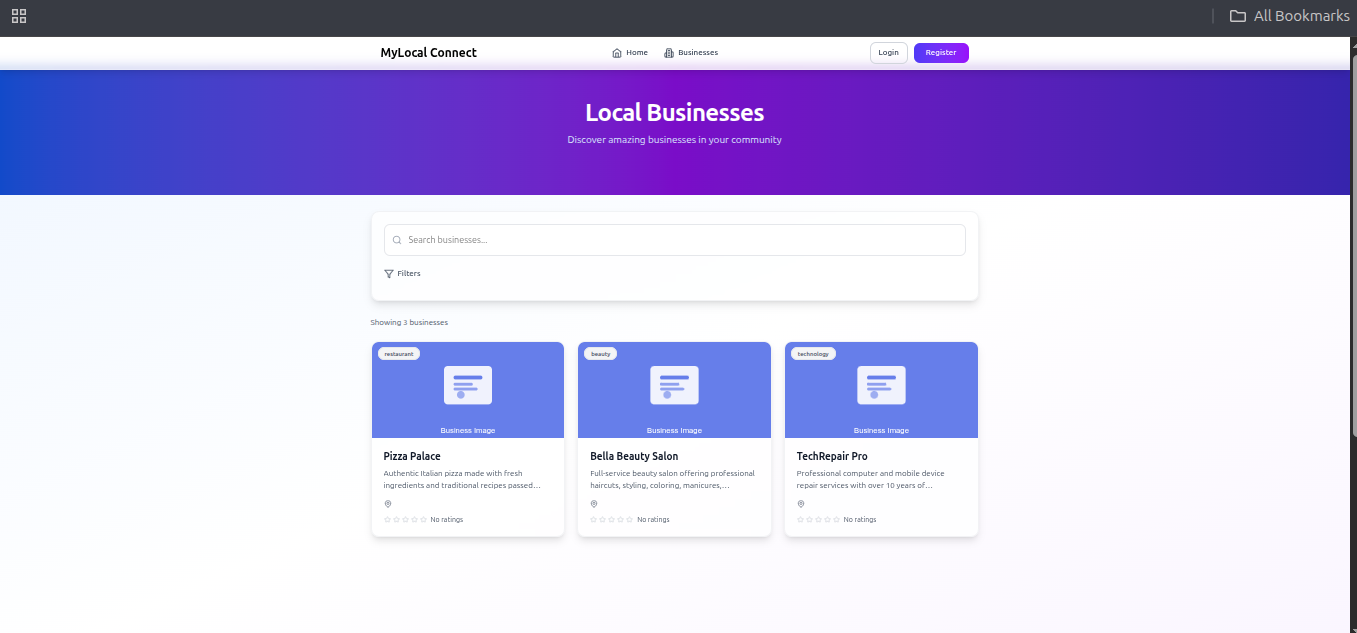 All Bookmarks
MyLocal Connect
Home
Businesses
Login
Register
Local Businesses
Discover amazing businesses in your community
Search businesses...
Filters
Showing 3 businesses
restaurant
Business Image
Pizza Palace
Authentic Italian pizza made with fresh
ingredients and traditional recipes passed...
No ratings
beauty
Business Image
Bella Beauty Salon
Full-service beauty salon offering professional
haircuts, styling, coloring, manicures,...
No ratings
technology
Business Image
TechRepair Pro
Professional computer and mobile device
repair services with over 10 years of...
No ratings